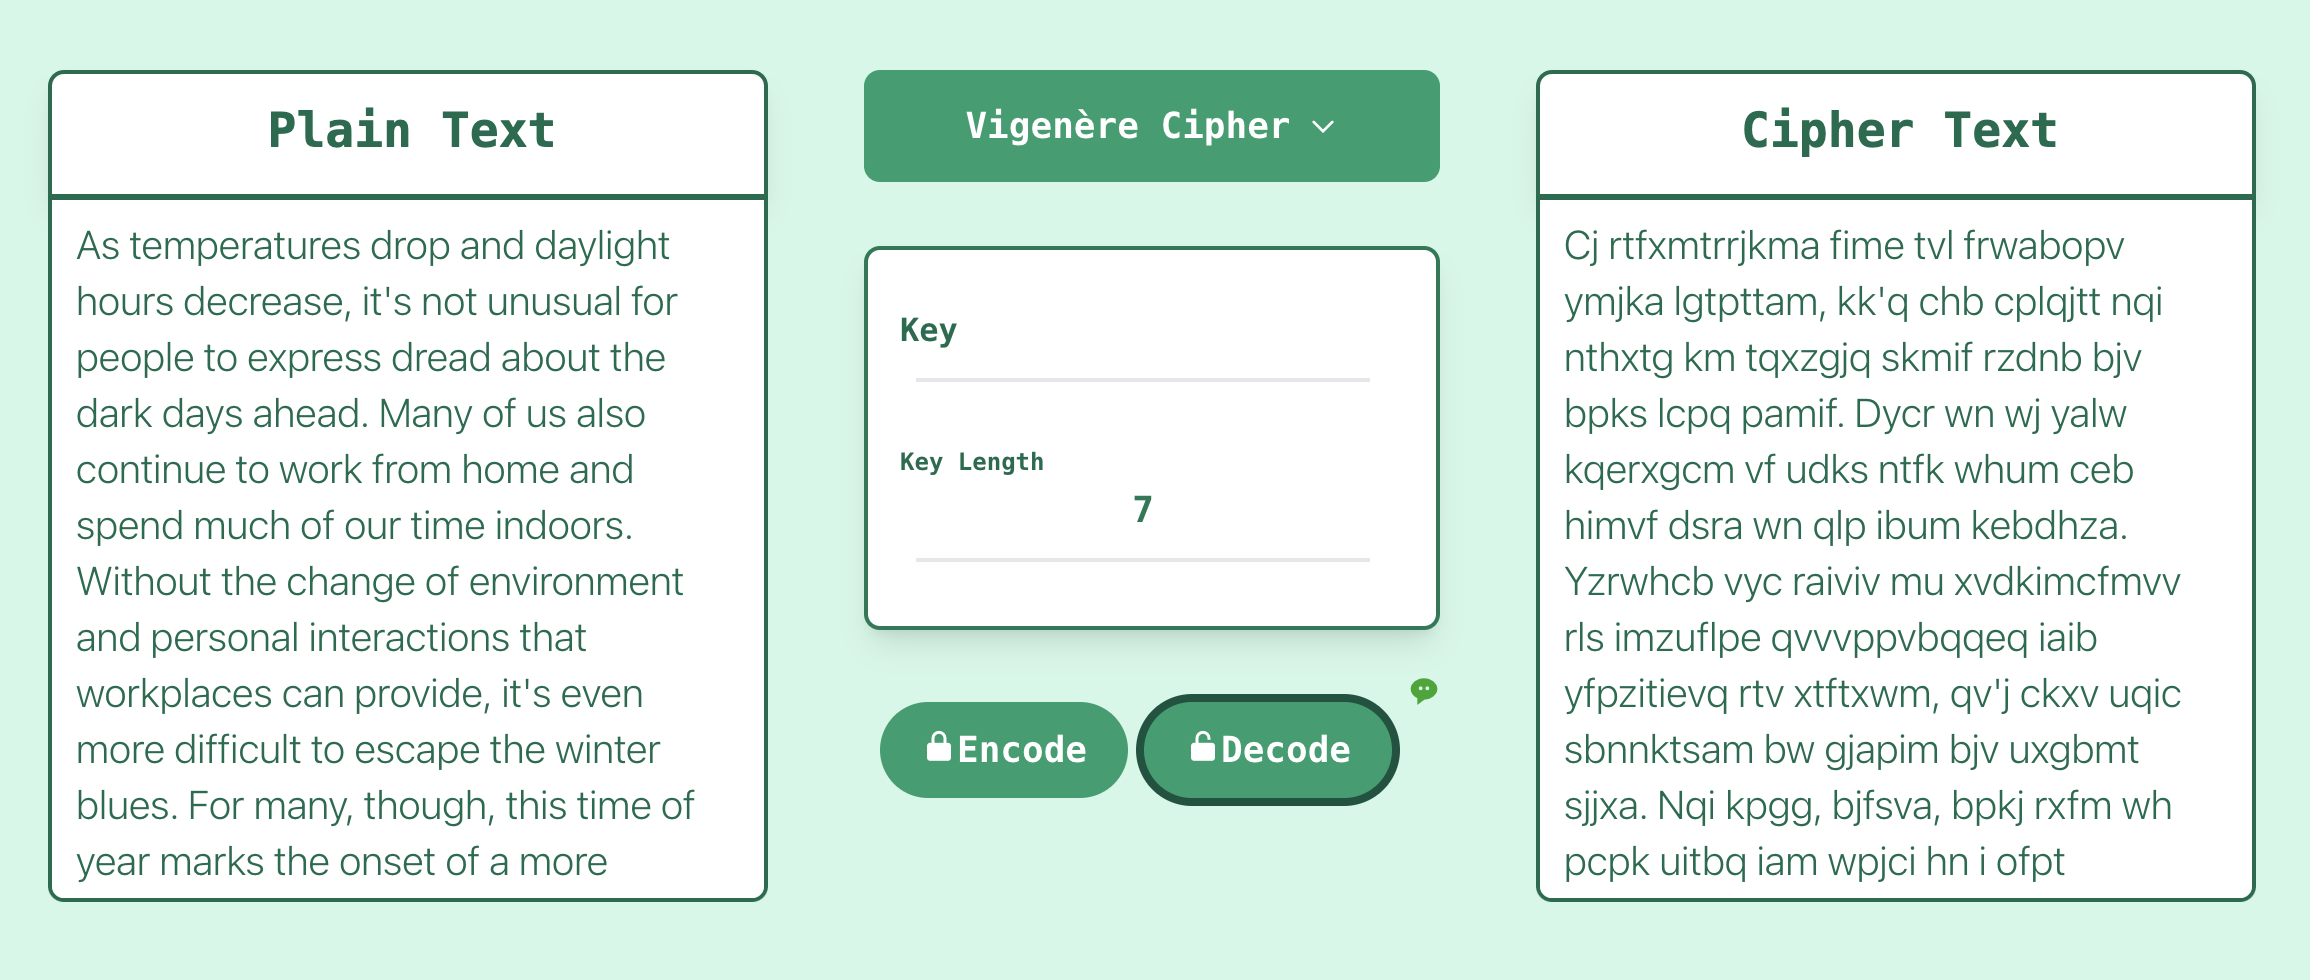 Plain Text
As temperatures drop and daylight
hours decrease, it's not unusual for
people to express dread about the
dark days ahead. Many of us also
continue to work from home and
spend much of our time indoors.
Without the change of environment
and personal interactions that
workplaces can provide, it's even
more difficult to escape the winter
blues. For many, though, this time of
year marks the onset of a more
Vigenère Cipher
Key
Key Length
7
Encode
Decode
Cipher Text
Cj rtfxmtrrjkma fime tvl frwabopv
ymjka lgtpttam, kk'q chb cplqjtt nqi
nthxtg km tqxzgjq skmif rzdnb bjv
bpks lcpq pamif. Dycr wn wj yalw
kqerxgcm vf udks ntfk whum ceb
himvf dsra wn qlp ibum kebdhza.
Yzrwhcb vyc raiviv mu xvdkimcfmvv
rls imzuflpe qvvvppvbqqeq iaib
yfpzitievq rtv xtftxwm, qv'j ckxv uqic
sbnnktsam bw gjapim bjv uxgbmt
sjjxa. Nqi kpgg, bjfsva, bpkj rxfm wh
pcpk uitbq iam wpjci hn i ofpt